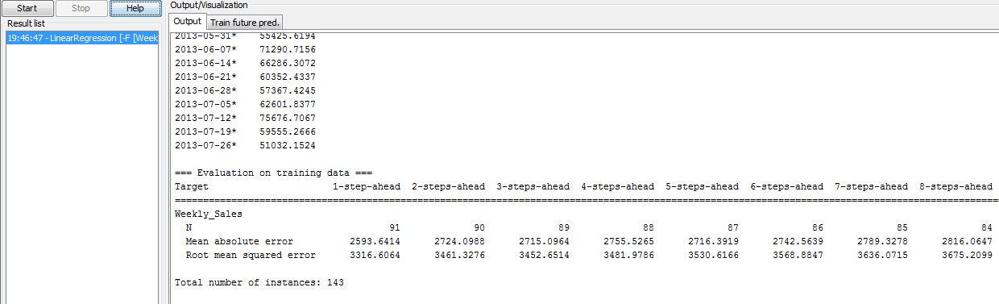 Start Stop Help
Result list
19:46:47 - LinearRegression [-F [Week
Output/Visualization
Output Train future pred.
2013-05-31* 55425.6194
2013-06-07* 71290.7156
2013-06-14* 66286.3072
2013-06-21* 60352.4337
2013-06-28* 57367.4245
2013-07-05* 62601.8377
2013-07-12* 75676.7067
2013-07-19* 59555.2666
2013-07-26* 51032.1524
=== Evaluation on training data ===
Target 1-step-ahead 2-steps-ahead 3-steps-ahead 4-steps-ahead 5-steps-ahead 6-steps-ahead 7-steps-ahead 8-steps-ahead
Weekly_Sales
N 91 90 89 88 87 86 85 84
Mean absolute error 2593.6414 2724.0988 2715.0964 2755.5265 2716.3919 2742.5639 2789.3278 2816.0647
Root mean squared error 3316.6064 3461.3276 3452.6514 3481.9786 3530.6166 3568.8847 3636.0715 3675.2099
Total number of instances: 143